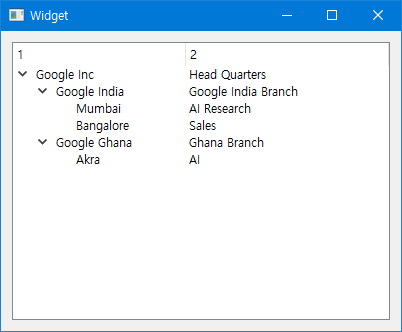 Widget
1 2
Google Inc Head Quarters
Google India Google India Branch
Mumbai AI Research
Bangalore Sales
Google Ghana Ghana Branch
Akra AI